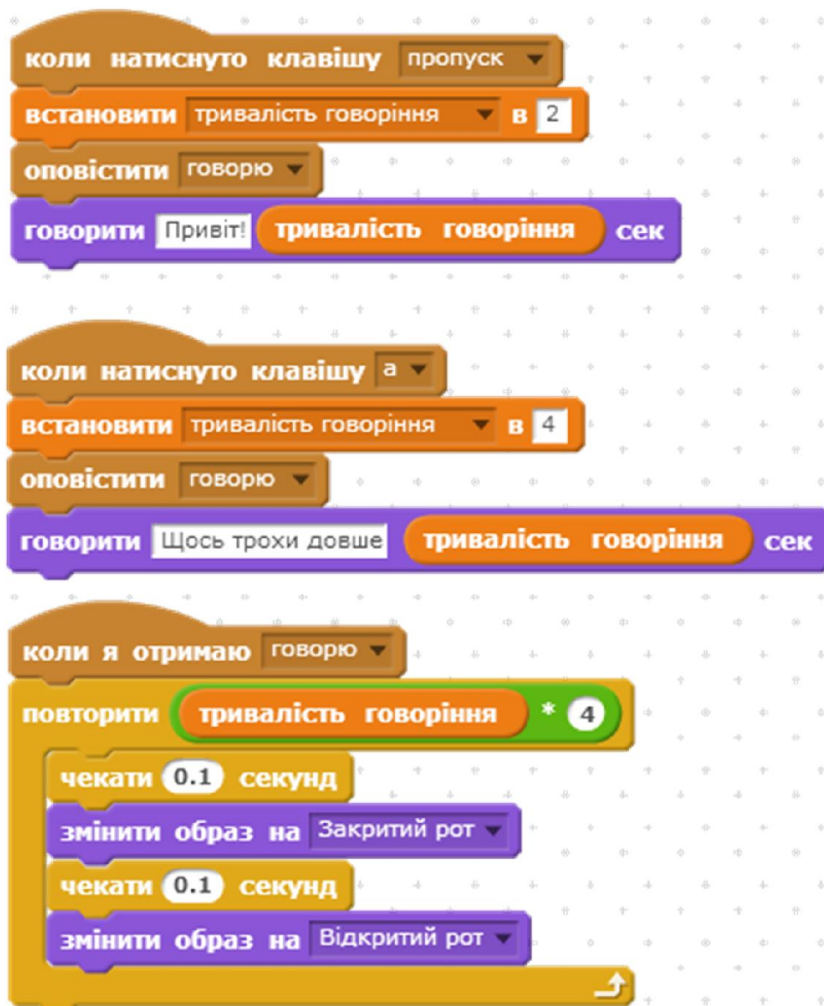 коли натиснуто клавішу пропуск
встановити тривалість говоріння в 2
оповістити говорю
говорити Привіт! тривалість говоріння сек
коли натиснуто клавішу a
встановити тривалість говоріння в 4
оповістити говорю
говорити Щось трохи довше тривалість говоріння сек
коли я отримаю говорю
повторити тривалість говоріння * 4
чекати 0.1 секунд
змінити образ на Закритий рот
чекати 0.1 секунд
змінити образ на Відкритий рот